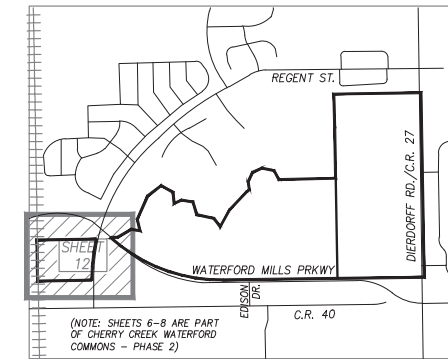 REGENT ST.
DIERDORFF RD./C.R. 27
SHEET
12
WATERFORD MILLS PRKWY
EDISON
DR.
C.R. 40
(NOTE: SHEETS 6-8 ARE PART
OF CHERRY CREEK WATERFORD
COMMONS - PHASE 2)